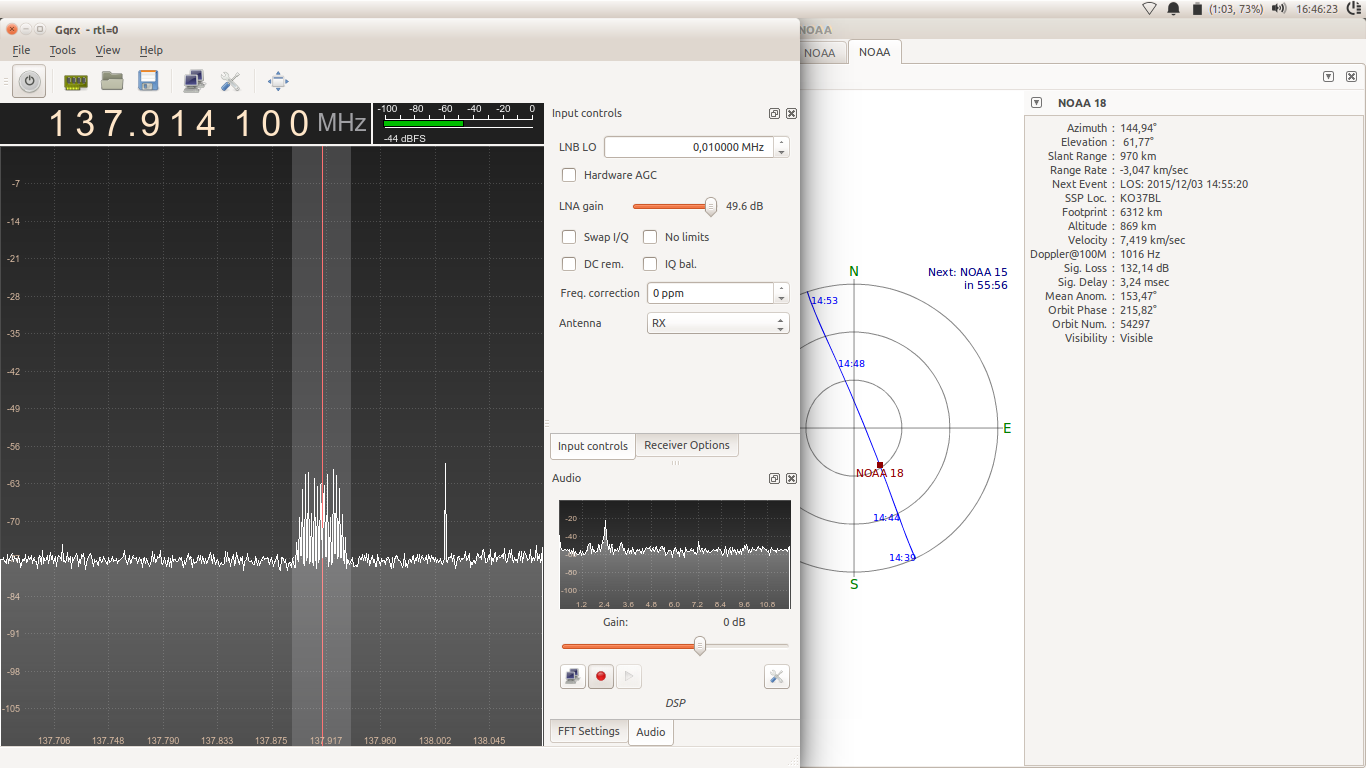 (1:03, 73%) 16:46:23
Gqrx - rtl=0
File Tools View Help
137.914 100 MHz
-100 -80 -60 -40 -20 0
-44 dBFS
-7
-14
-21
-28
-35
-42
-49
-56
-63
-70
-84
-91
-98
-105
137.706 137.748 137.790 137.833 137.875 137.917 137.960 138.002 138.045
Input controls
LNB LO 0,010000 MHz
Hardware AGC
LNA gain 49.6 dB
Swap I/Q No limits
DC rem. IQ bal.
Freq. correction 0 ppm
Antenna RX
Input controls Receiver Options
Audio
-20
-40
-80
-100
1.2 2.4 3.6 4.8 6.0 7.2 8.4 9.6 10.8
Gain: 0 dB
DSP
FFT Settings Audio
NOAA
NOAA NOAA
Next: NOAA 15
in 55:56
N
14:53
14:48
E
NOAA 18
14:44
14:39
S
NOAA 18
Azimuth : 144,94°
Elevation : 61,77°
Slant Range : 970 km
Range Rate : -3,047 km/sec
Next Event : LOS: 2015/12/03 14:55:20
SSP Loc. : KO37BL
Footprint : 6312 km
Altitude : 869 km
Velocity : 7,419 km/sec
Doppler@100M : 1016 Hz
Sig. Loss : 132,14 dB
Sig. Delay : 3,24 msec
Mean Anom. : 153,47°
Orbit Phase : 215,82°
Orbit Num. : 54297
Visibility : Visible